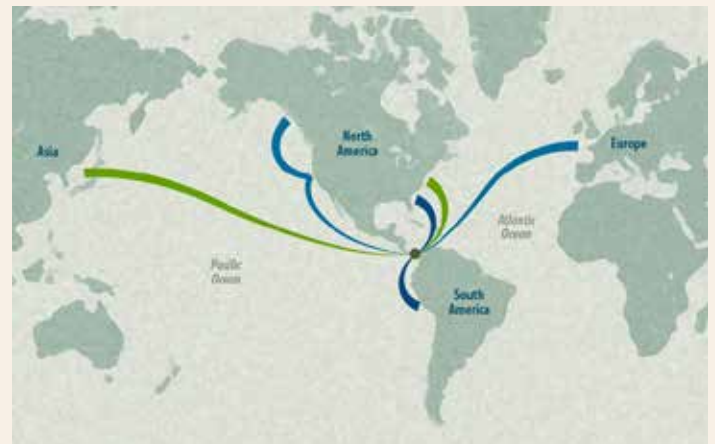 Asia
North
America
Europe
Atlantic
Ocean
Pacific
Ocean
South
America